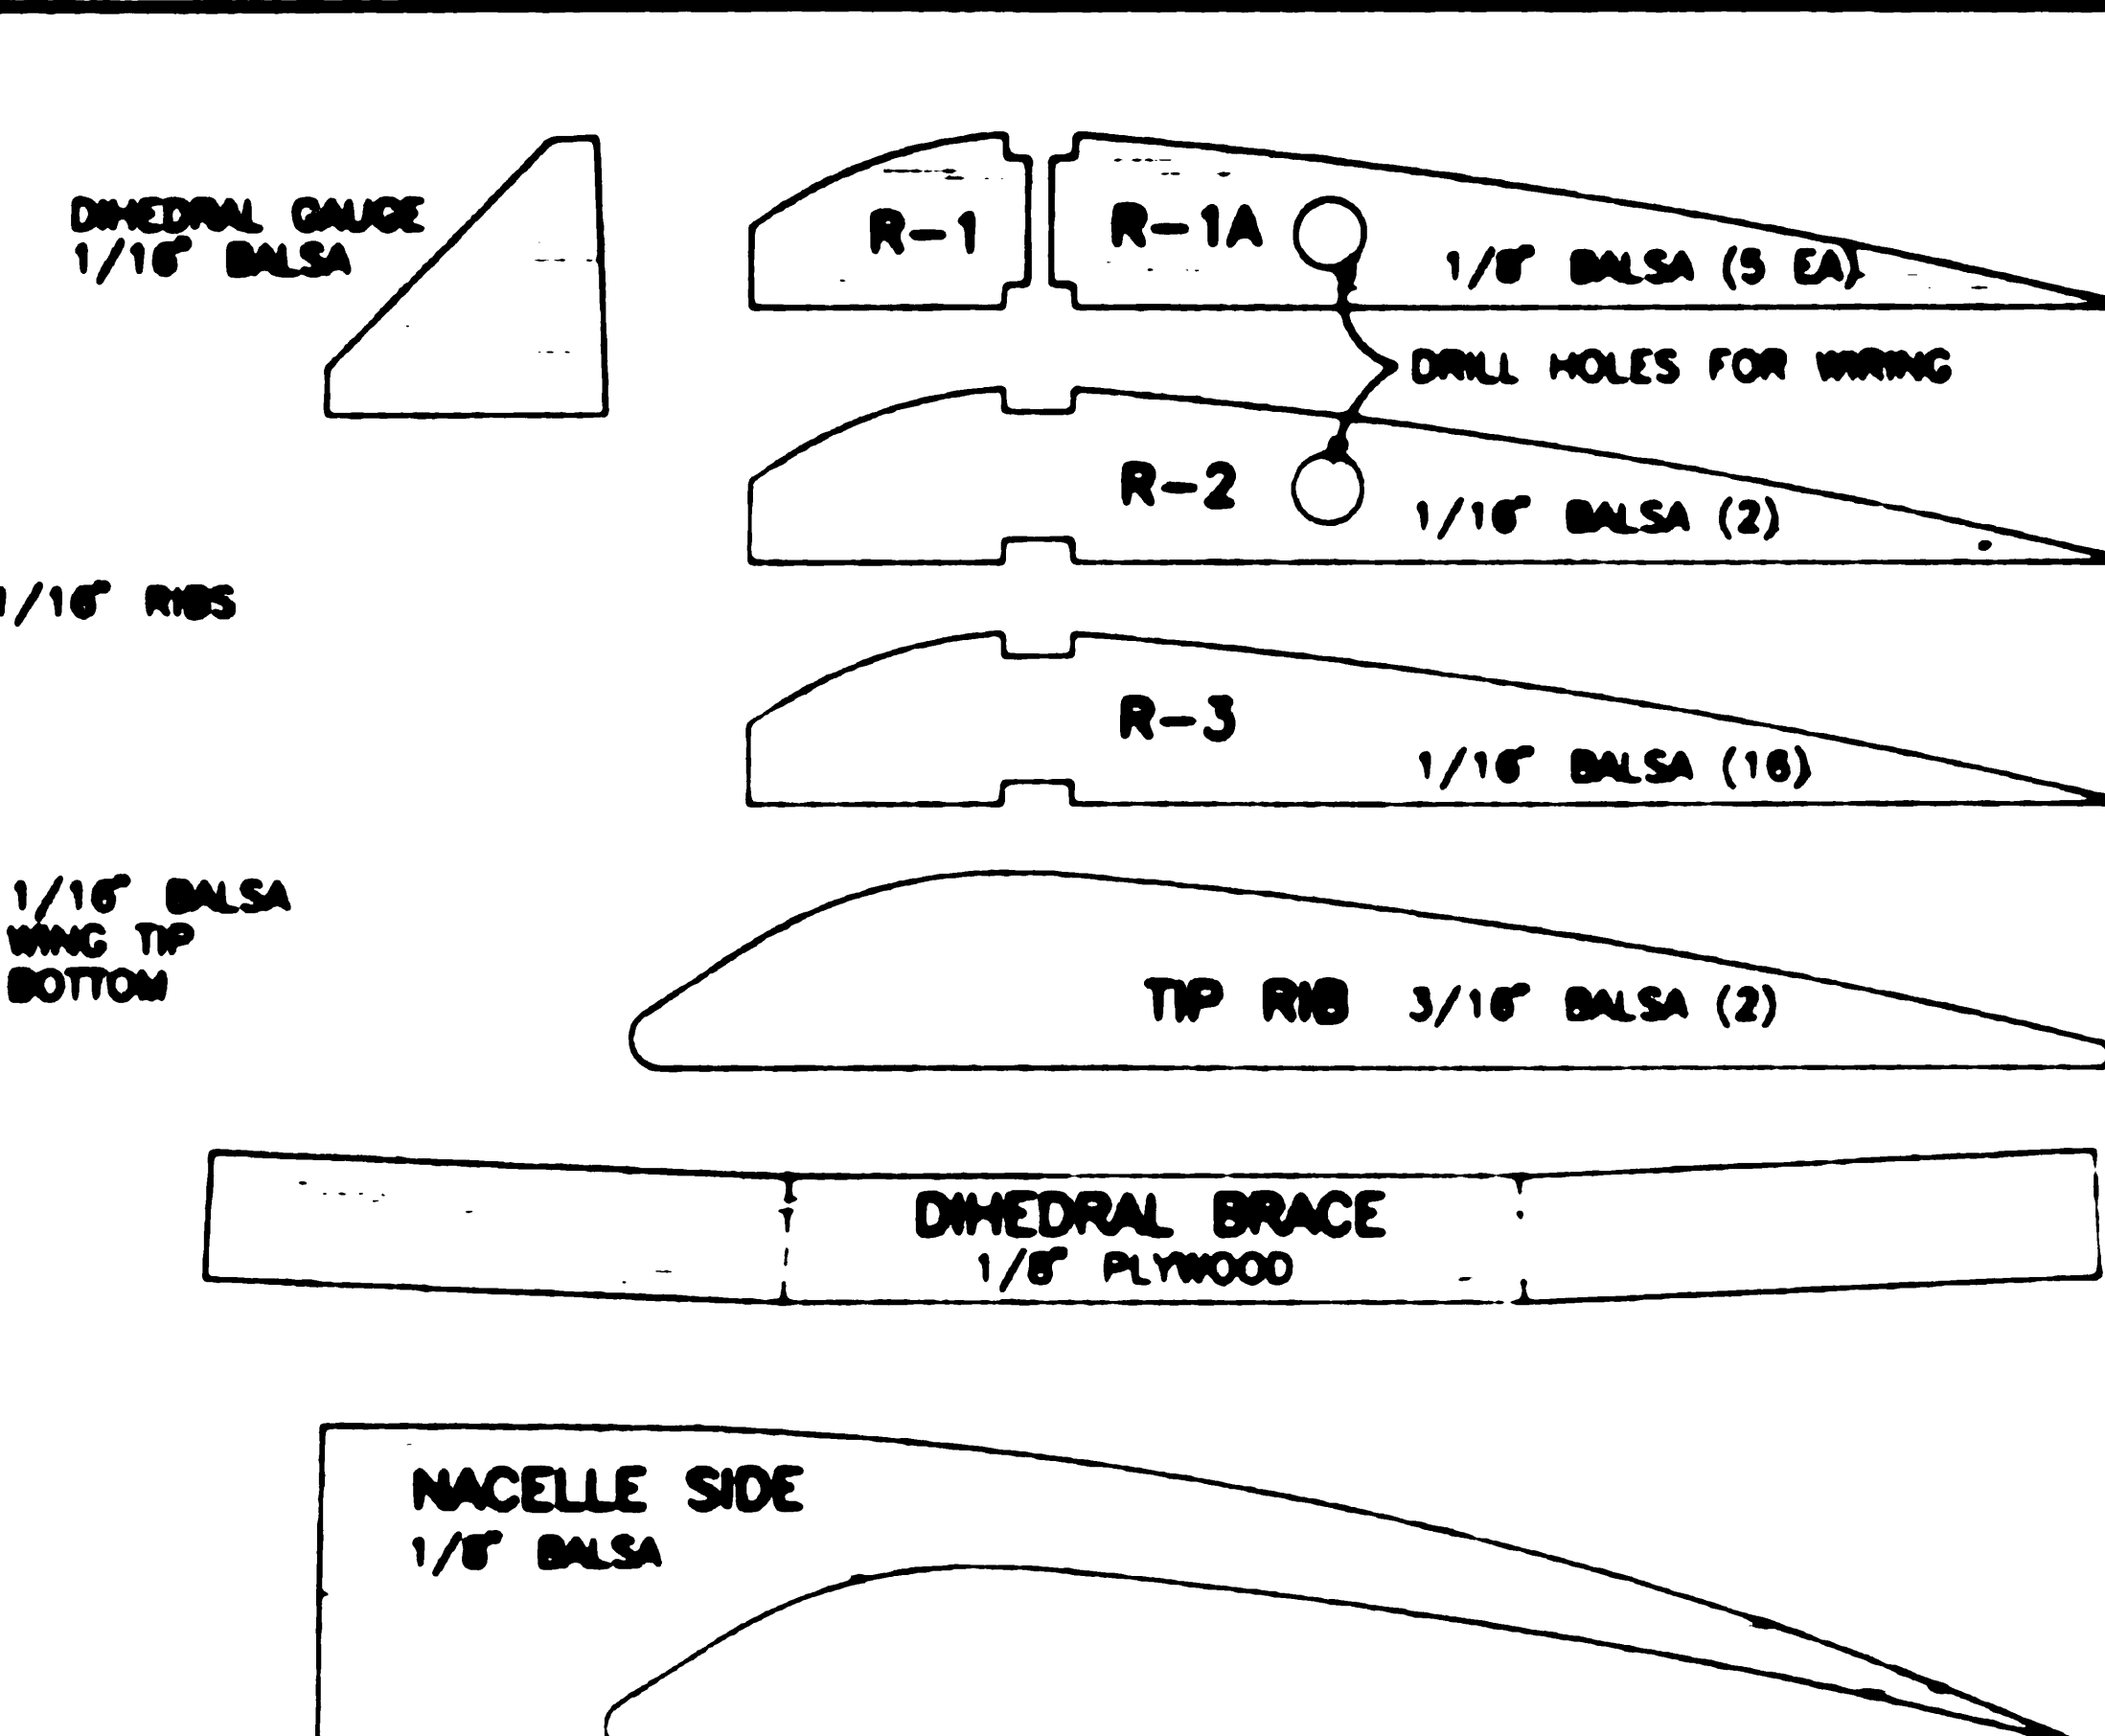 DIHEDRAL GAUGE
1/16" BALSA
R-1
R-1A
1/8" BALSA (5 EA)
DRILL HOLES FOR WIRING
R-2
1/16" BALSA (2)
1/16" RIBS
R-3
1/16" BALSA
1/16" BALSA
WING TIP
BOTTOM
TIP RIB 3/16" BALSA (2)
DIHEDRAL BRACE
1/8" PLYWOOD
NACELLE SIDE
1/8" BALSA